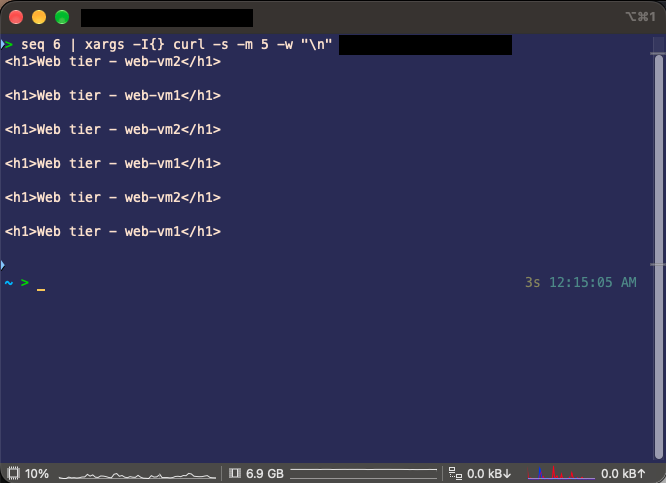 ⌥⌘1
> seq 6 | xargs -I{} curl -s -m 5 -w "\n"
<h1>Web tier - web-vm2</h1>
<h1>Web tier - web-vm1</h1>
<h1>Web tier - web-vm2</h1>
<h1>Web tier - web-vm1</h1>
<h1>Web tier - web-vm2</h1>
<h1>Web tier - web-vm1</h1>
~ > _ 3s 12:15:05 AM
10% 6.9 GB 0.0 kB↓ 0.0 kB↑